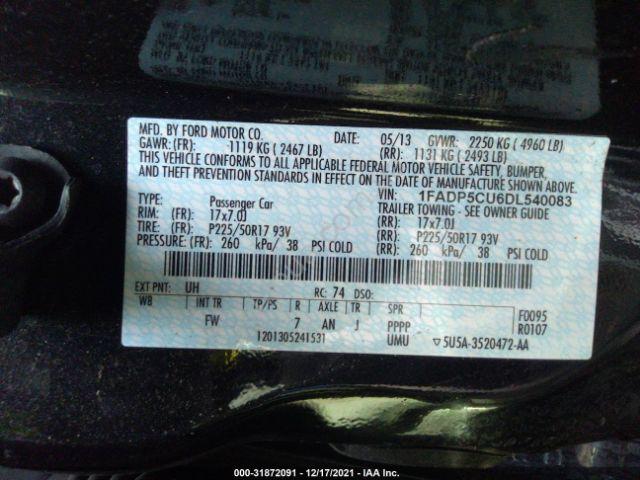 MFD. BY FORD MOTOR CO. DATE: 05/13 GVWR: 2250 KG ( 4960 LB)
GAWR: (FR): 1119 KG ( 2467 LB) (RR): 1131 KG ( 2493 LB)
THIS VEHICLE CONFORMS TO ALL APPLICABLE FEDERAL MOTOR VEHICLE SAFETY, BUMPER,
AND THEFT PREVENTION STANDARDS IN EFFECT ON THE DATE OF MANUFACTURE SHOWN ABOVE.
VIN: 1FADP5CU6DL540083
TYPE: Passenger Car TRAILER TOWING - SEE OWNER GUIDE
RIM: (FR): 17x7.0J (RR): 17x7.0J
TIRE: (FR): P225/50R17 93V (RR): P225/50R17 93V
PRESSURE: (FR): 260 kPa/ 38 PSI COLD (RR): 260 kPa/ 38 PSI COLD
EXT PNT: UH RC: 74 DSO:
WB INT TR TP/PS R AXLE TR SPR F0095
FW 7 AN J PPPP R0107
1201305241531 UMU ▽5U5A-3520472-AA
000-31872091 - 12/17/2021 - IAA Inc.